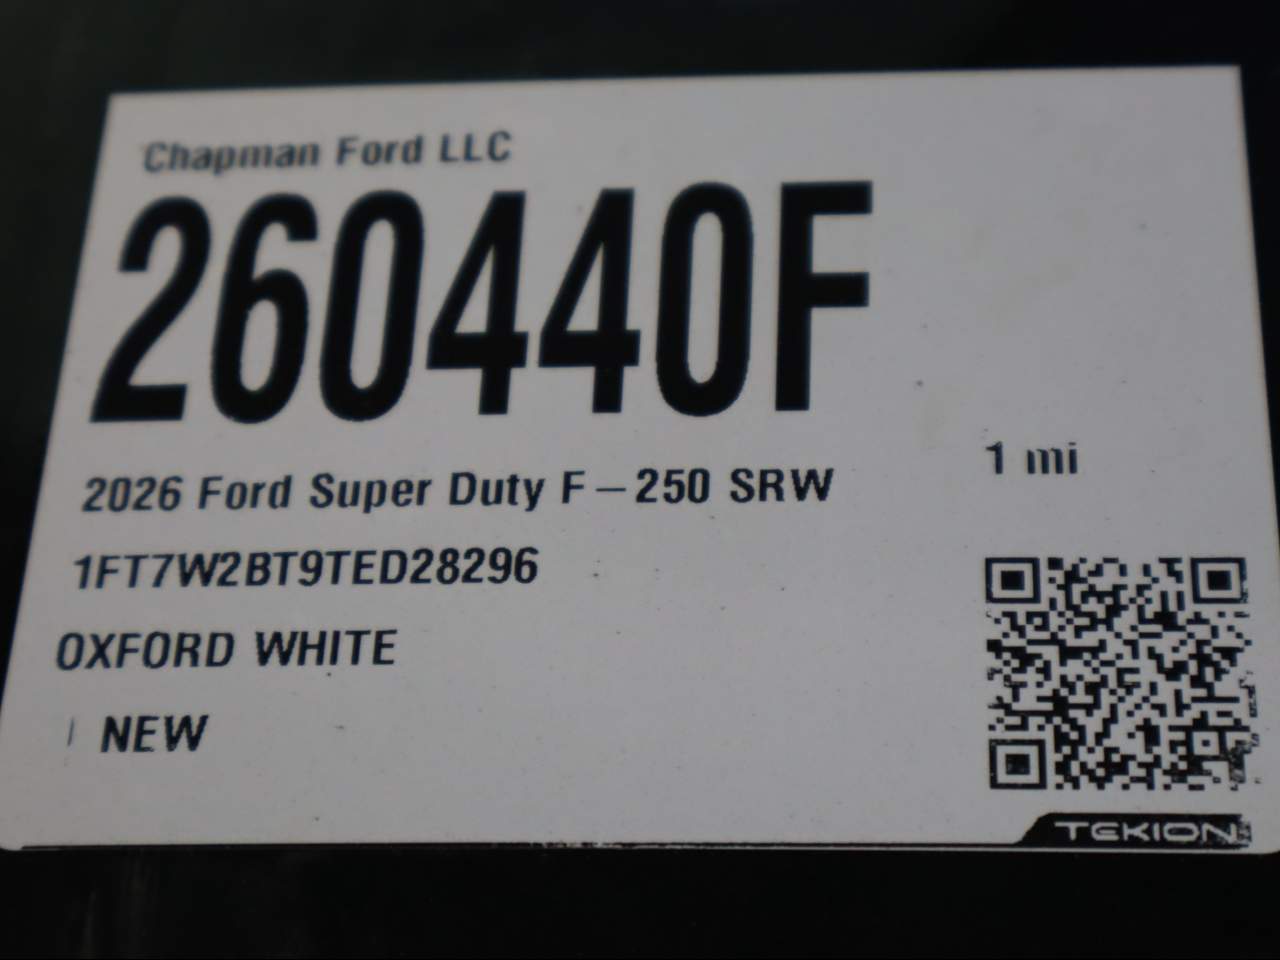 Chapman Ford LLC
260440F
2026 Ford Super Duty F-250 SRW
1 mi
1FT7W2BT9TED28296
OXFORD WHITE
NEW
TEKION